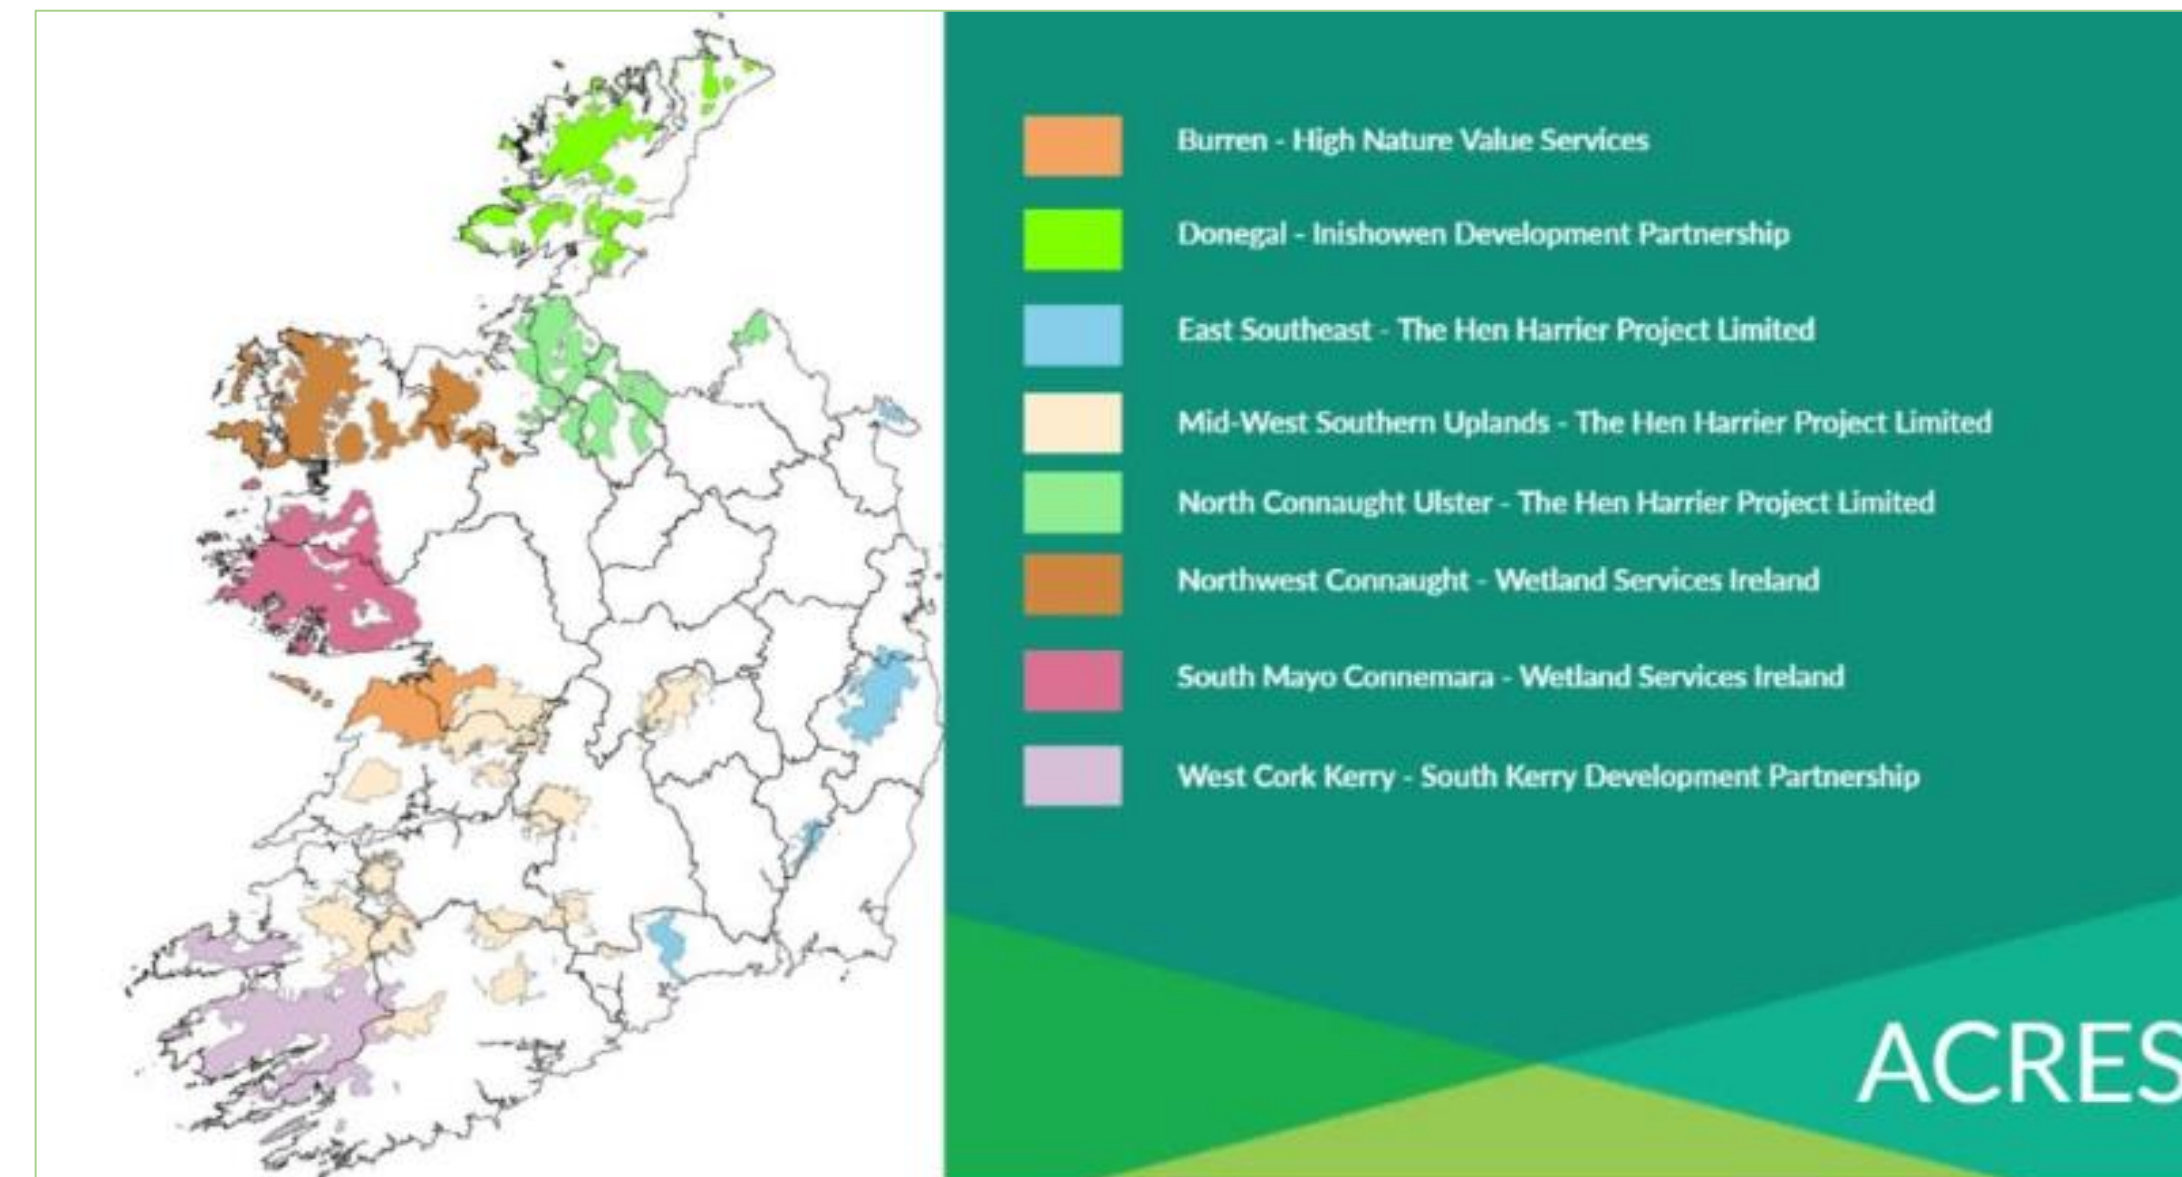 Burren - High Nature Value Services
Donegal - Inishowen Development Partnership
East Southeast - The Hen Harrier Project Limited
Mid-West Southern Uplands - The Hen Harrier Project Limited
North Connaught Ulster - The Hen Harrier Project Limited
Northwest Connaught - Wetland Services Ireland
South Mayo Connemara - Wetland Services Ireland
West Cork Kerry - South Kerry Development Partnership
ACRES